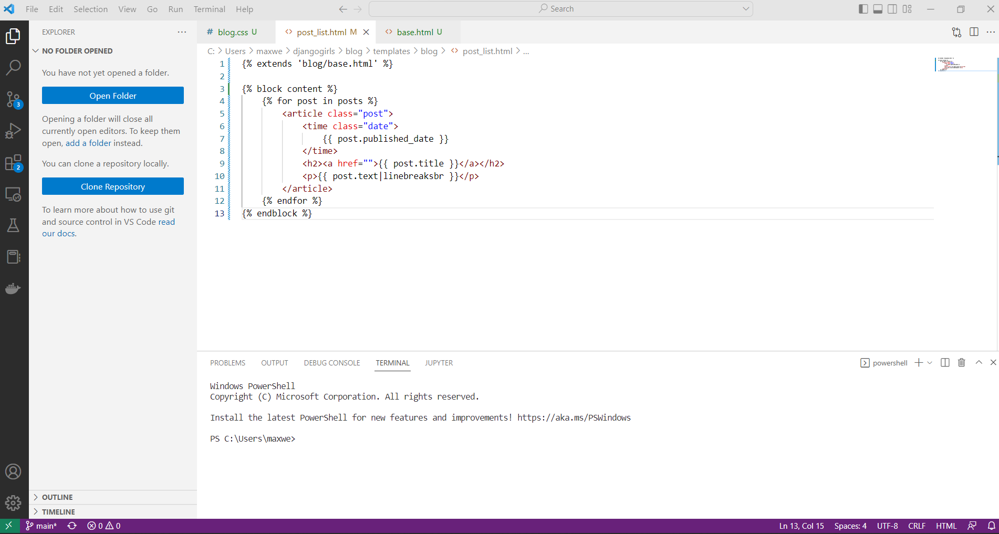 File Edit Selection View Go Run Terminal Help
Search
EXPLORER
NO FOLDER OPENED
You have not yet opened a folder.
Open Folder
Opening a folder will close all
currently open editors. To keep them
open, add a folder instead.
You can clone a repository locally.
Clone Repository
To learn more about how to use git
and source control in VS Code read
our docs.
OUTLINE
TIMELINE
3
2
# blog.css U
<> post_list.html M
<> base.html U
C: > Users > maxwe > djangogirls > blog > templates > blog > <> post_list.html > ...
1 {% extends 'blog/base.html' %}
2
3 {% block content %}
4     {% for post in posts %}
5         <article class="post">
6             <time class="date">
7                 {{ post.published_date }}
8             </time>
9             <h2><a href="">{{ post.title }}</a></h2>
10             <p>{{ post.text|linebreaksbr }}</p>
11         </article>
12     {% endfor %}
13 {% endblock %}
PROBLEMS OUTPUT DEBUG CONSOLE TERMINAL JUPYTER
powershell
Windows PowerShell
Copyright (C) Microsoft Corporation. All rights reserved.
Install the latest PowerShell for new features and improvements! https://aka.ms/PSWindows
PS C:\Users\maxwe>
main* 0 0
Ln 13, Col 15 Spaces: 4 UTF-8 CRLF HTML